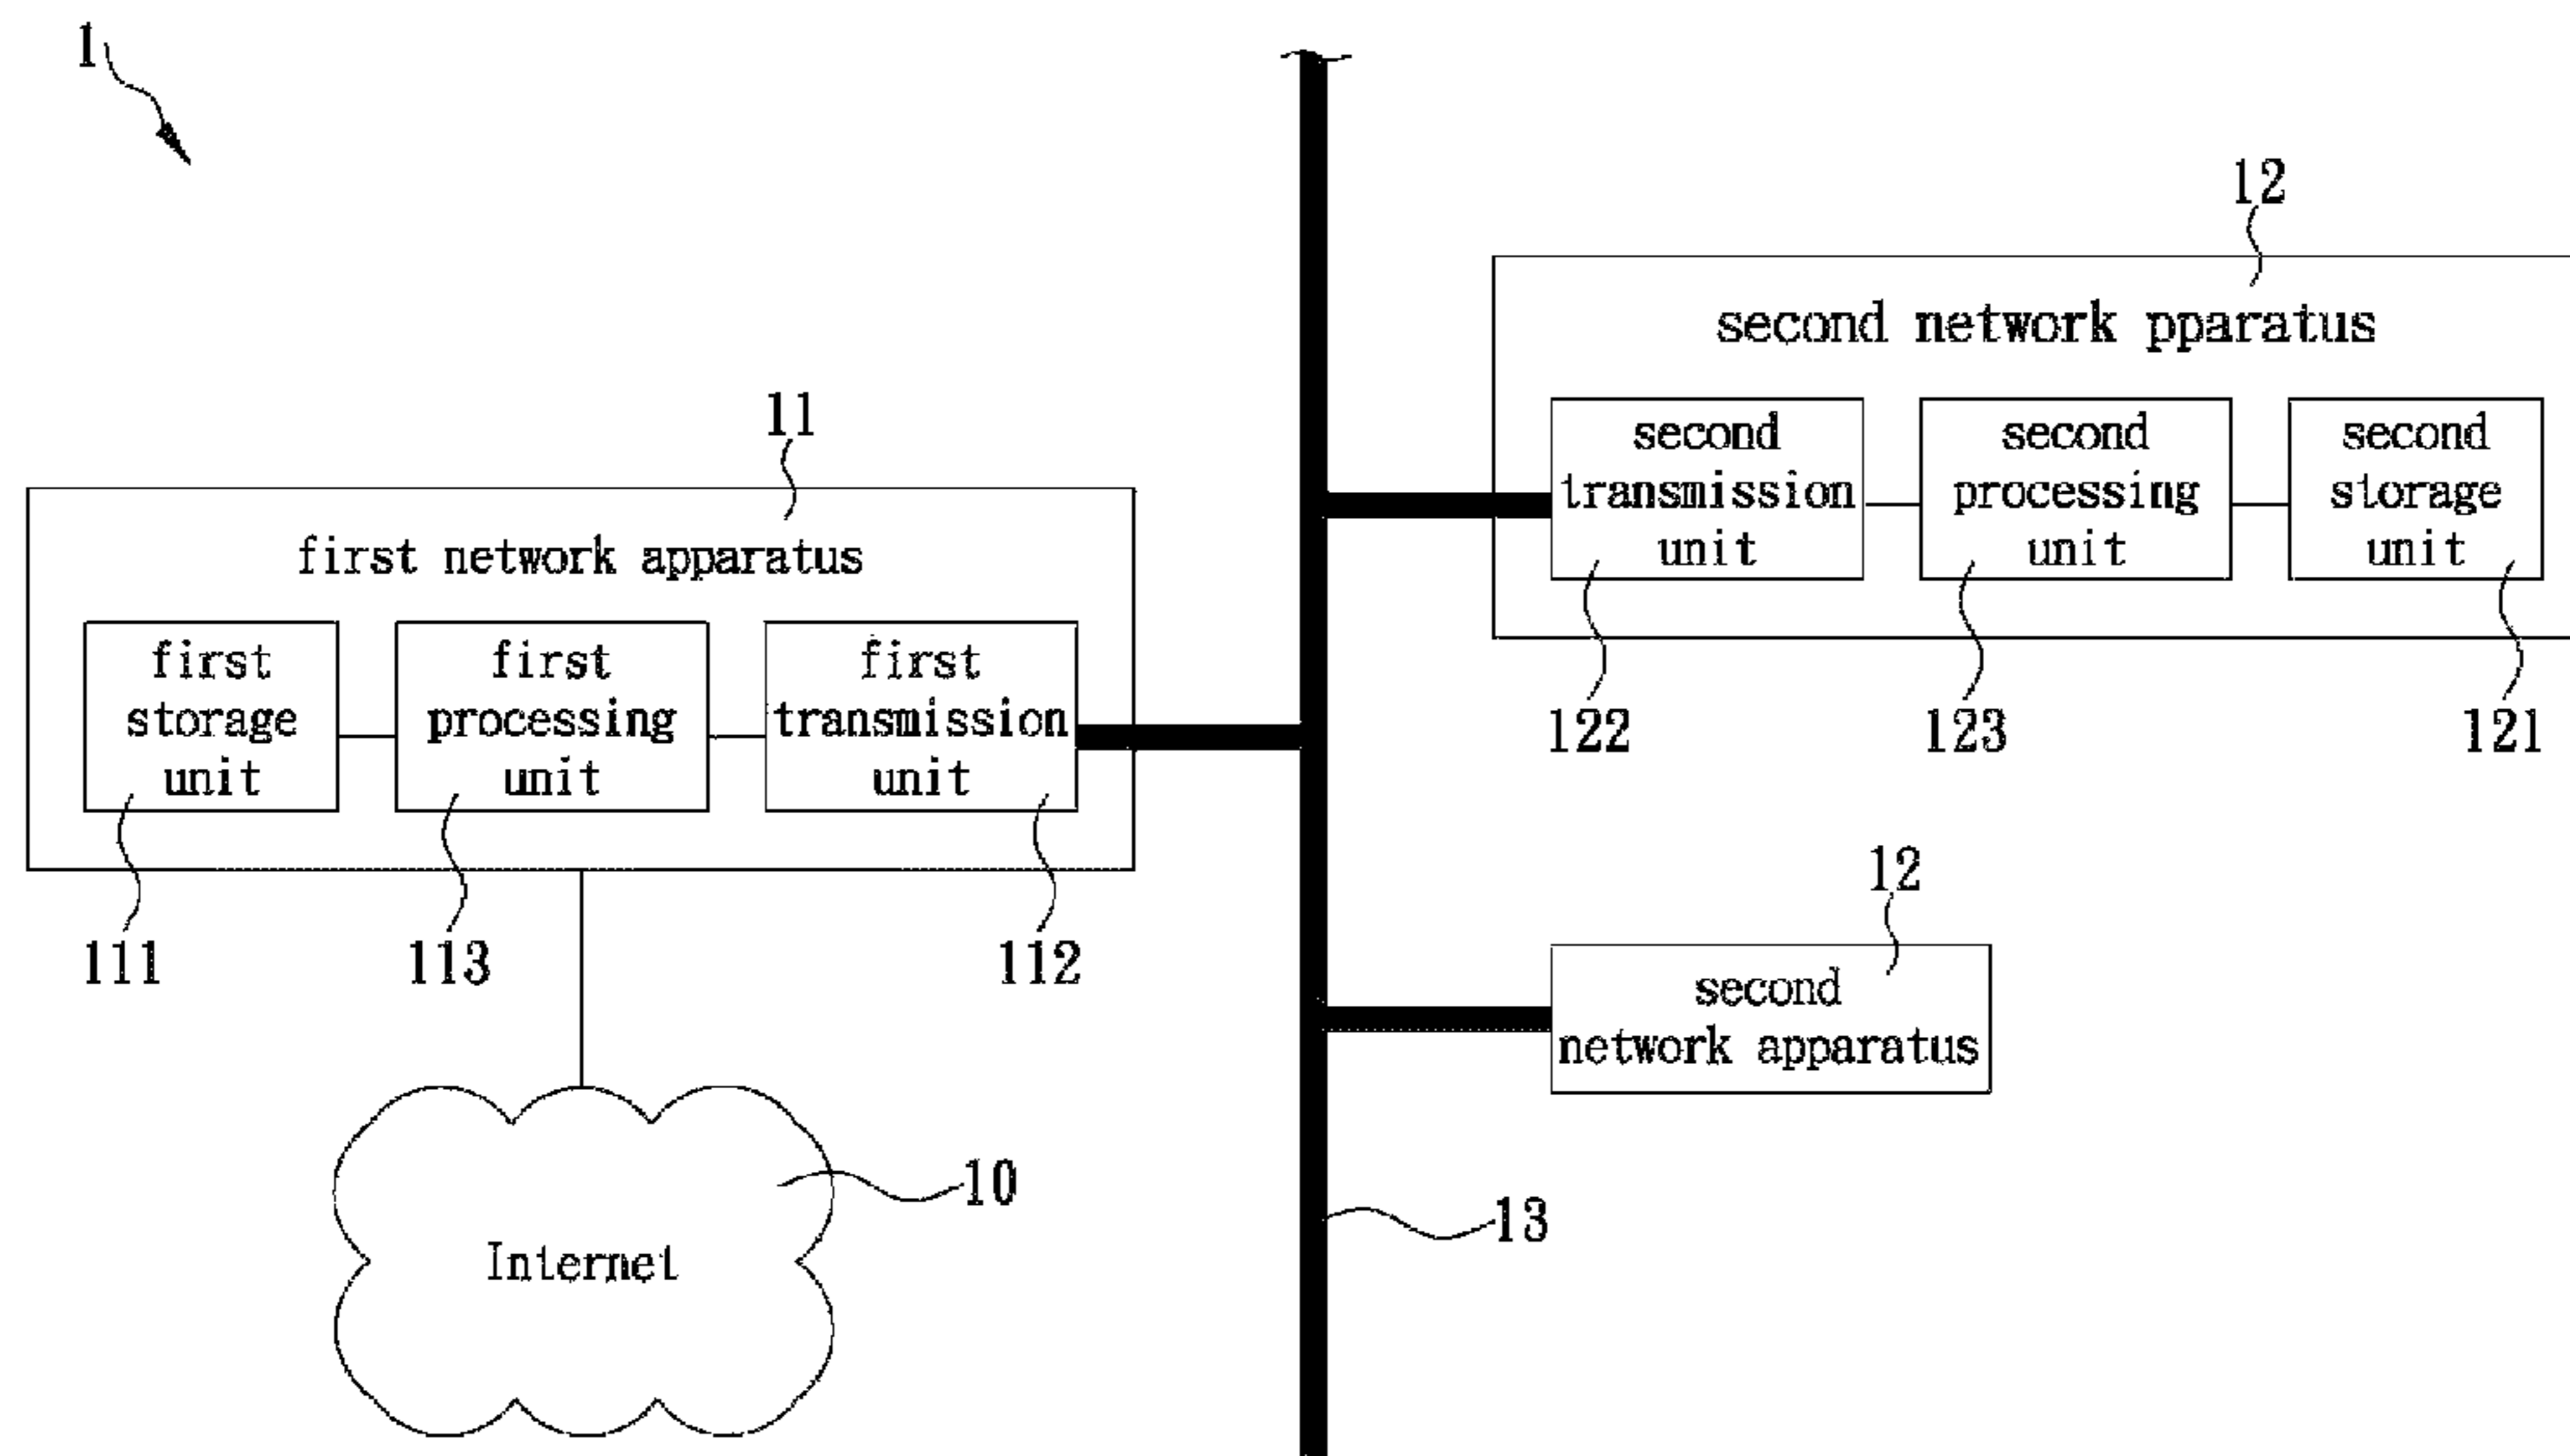 1
12
second network pparatus
second
transmission
unit
second
processing
unit
second
storage
unit
122
123
121
11
first network apparatus
first
storage
unit
first
processing
unit
first
transmission
unit
111
113
112
12
second
network apparatus
10
Internet
13